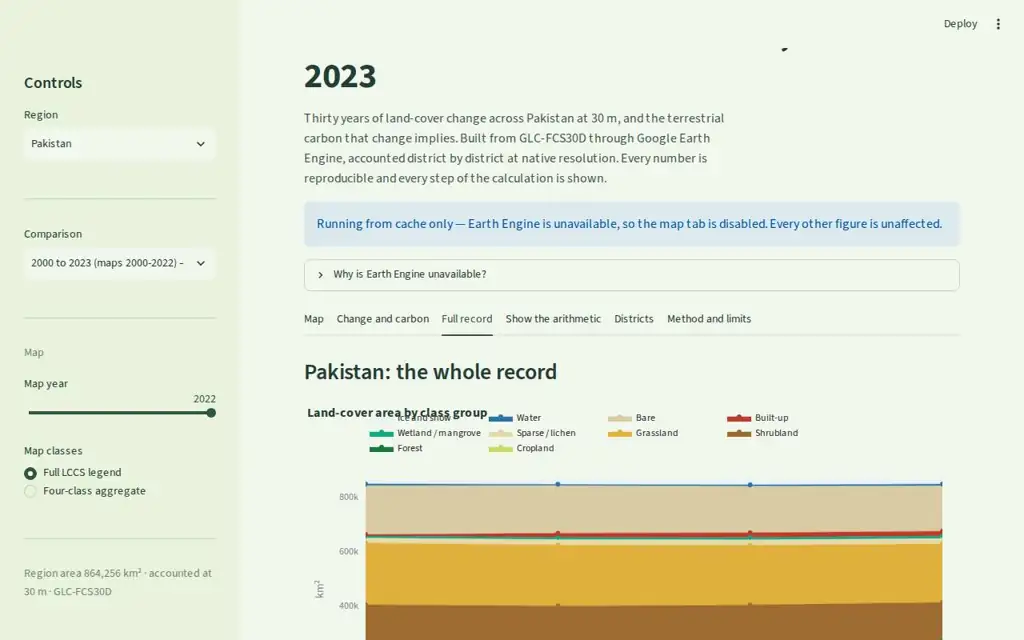 Deploy
Controls
Region
Pakistan
Comparison
2000 to 2023 (maps 2000-2022) –
Map
Map year
2022
Map classes
Full LCCS legend
Four-class aggregate
Region area 864,256 km² · accounted at
30 m · GLC-FCS30D
2023
Thirty years of land-cover change across Pakistan at 30 m, and the terrestrial
carbon that change implies. Built from GLC-FCS30D through Google Earth
Engine, accounted district by district at native resolution. Every number is
reproducible and every step of the calculation is shown.
Running from cache only — Earth Engine is unavailable, so the map tab is disabled. Every other figure is unaffected.
Why is Earth Engine unavailable?
Map Change and carbon Full record Show the arithmetic Districts Method and limits
Pakistan: the whole record
Land-cover area by class group
Ice and snow Water Bare Built-up
Wetland / mangrove Sparse / lichen Grassland Shrubland
Forest Cropland
800k
600k
km²
400k